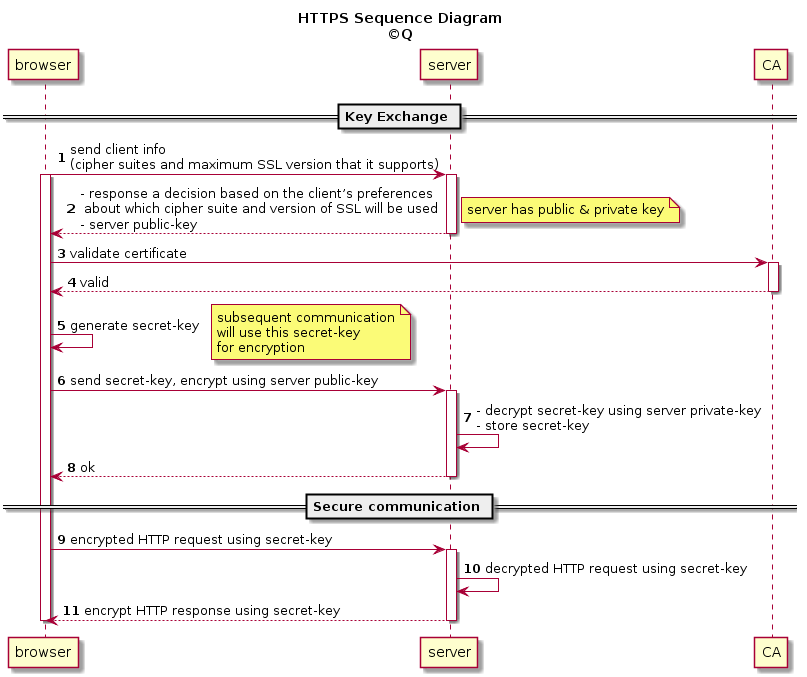 HTTPS Sequence Diagram
©Q
browser
server
CA
Key Exchange
1 send client info
(cipher suites and maximum SSL version that it supports)
- response a decision based on the client’s preferences
2 about which cipher suite and version of SSL will be used
- server public-key
server has public & private key
3 validate certificate
4 valid
5 generate secret-key
subsequent communication
will use this secret-key
for encryption
6 send secret-key, encrypt using server public-key
7 - decrypt secret-key using server private-key
- store secret-key
8 ok
Secure communication
9 encrypted HTTP request using secret-key
10 decrypted HTTP request using secret-key
11 encrypt HTTP response using secret-key
browser
server
CA